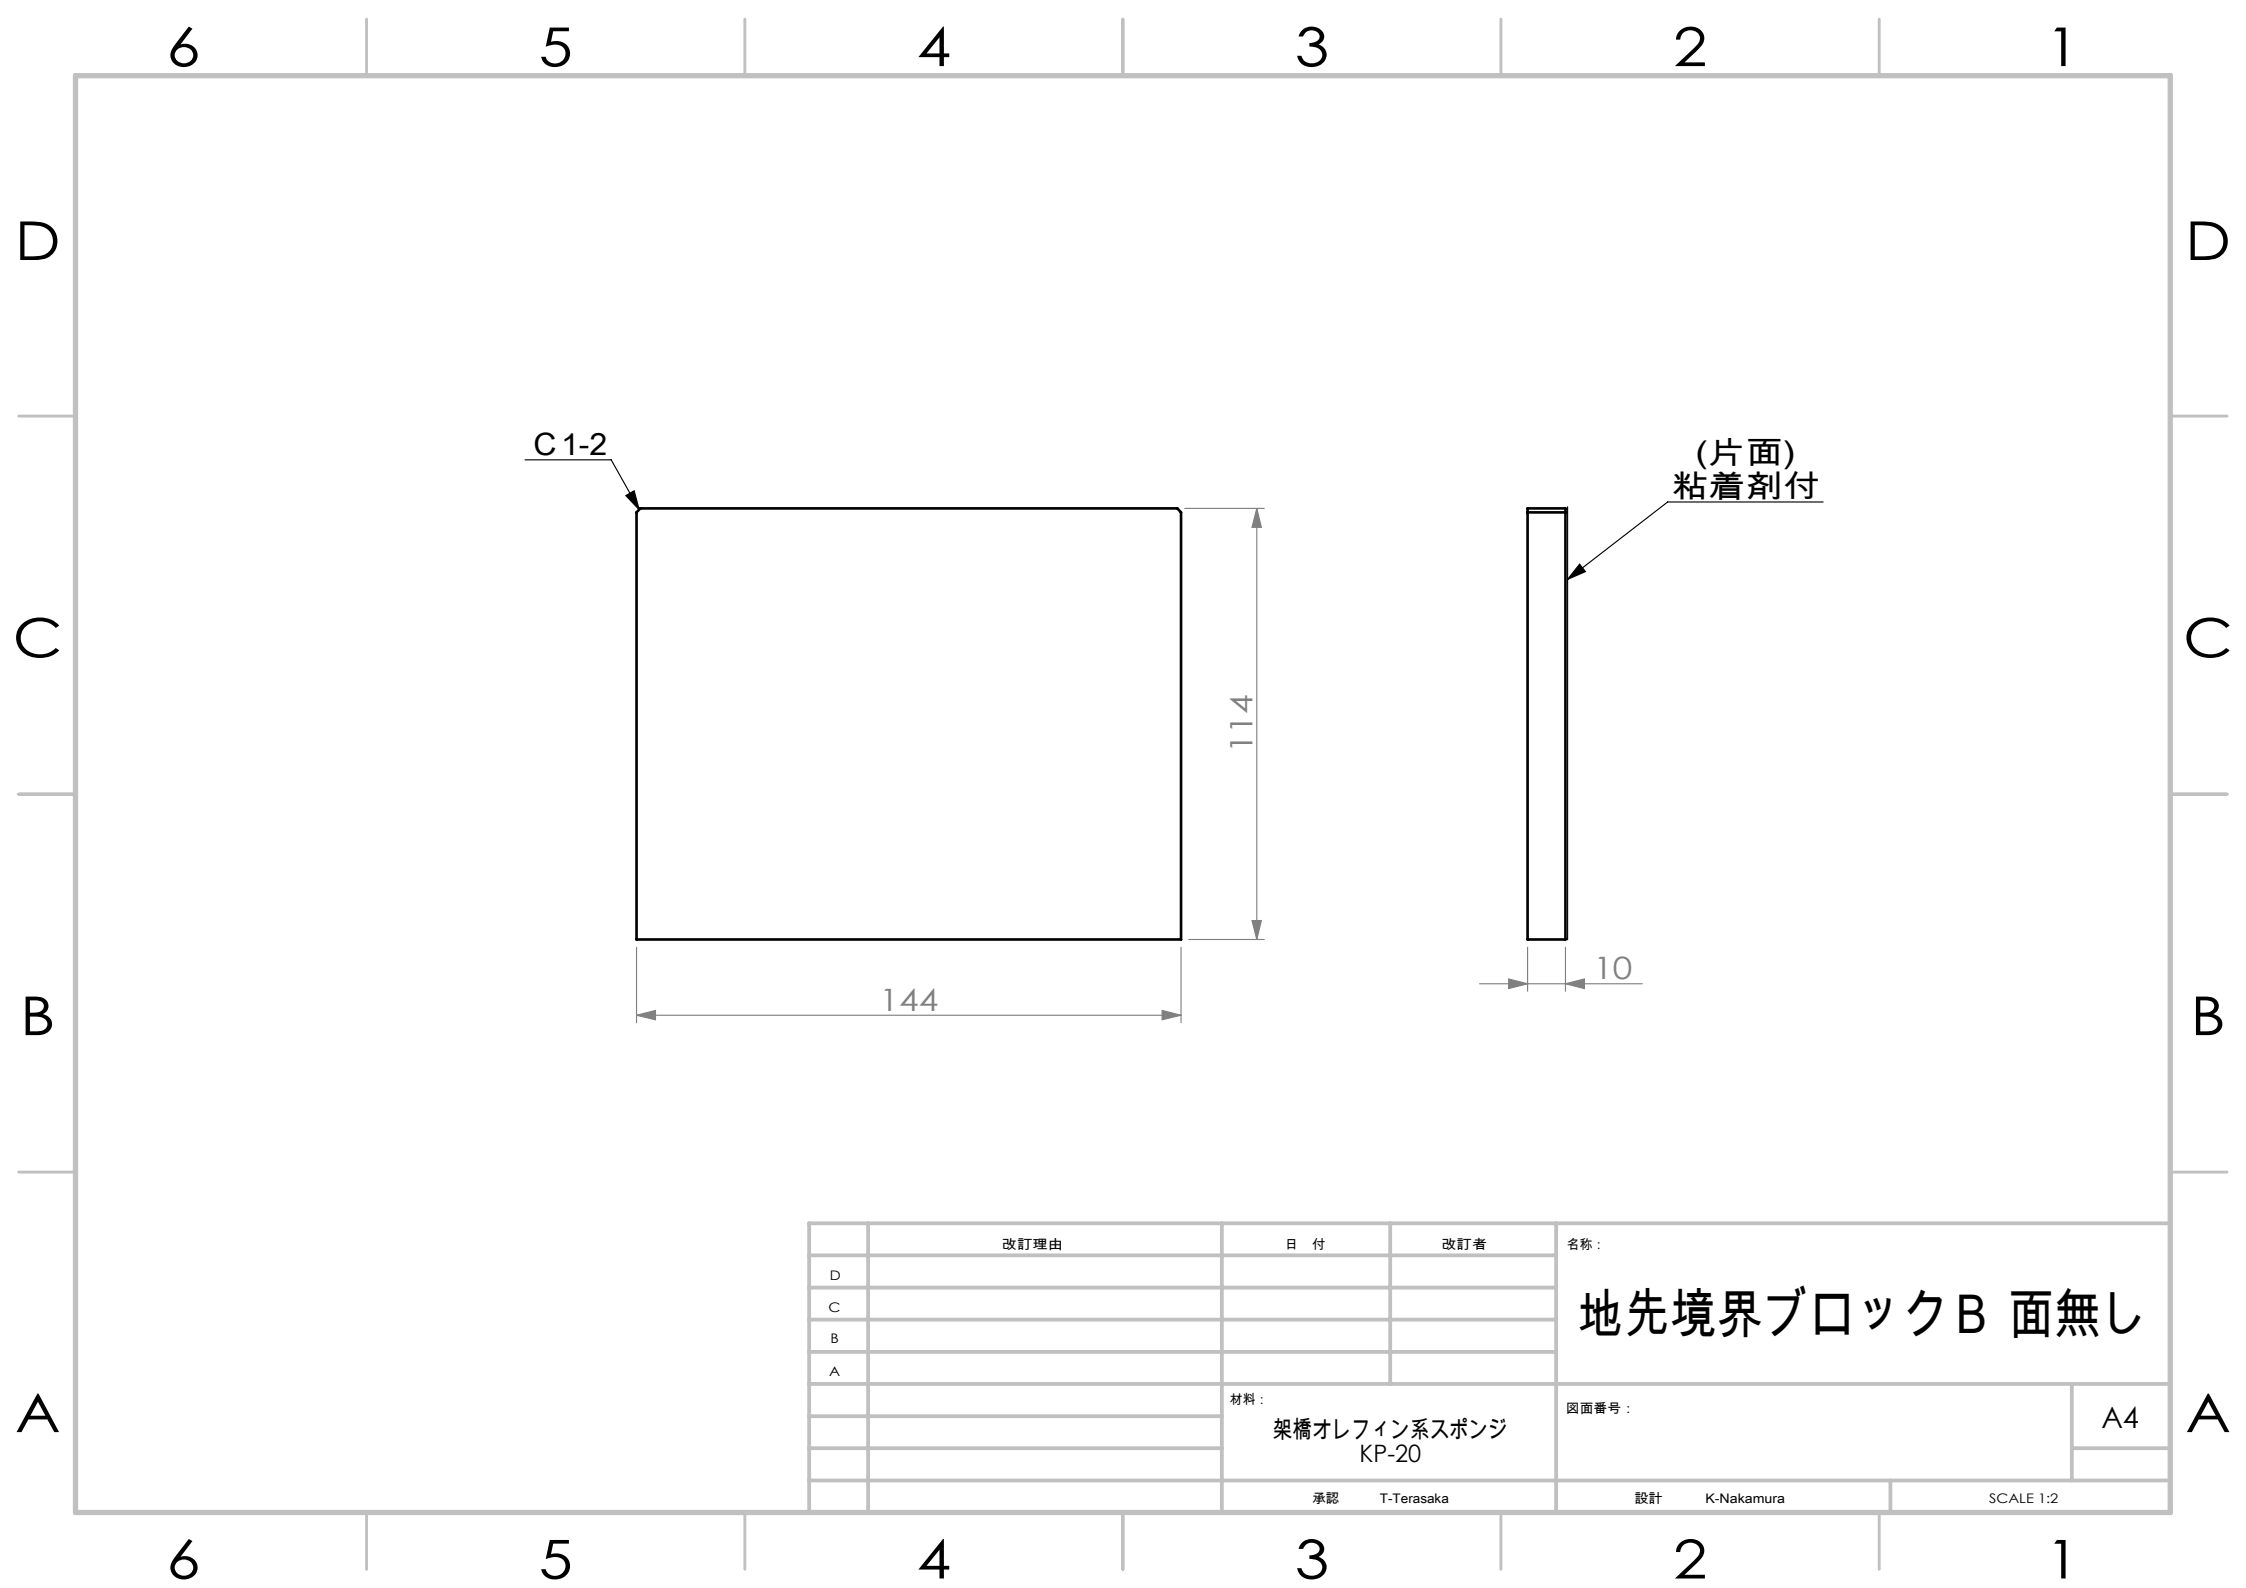 6 5 4 3 2 1
D D
C 1-2
(片面)
粘着剤付
C C
114
10
144
B B
改訂理由 日 付 改訂者 名称：
D
C
地先境界ブロックB 面無し
B
A
材料： 図面番号：
架橋オレフィン系スポンジ
KP-20
A4
A A
承認 T-Terasaka 設計 K-Nakamura SCALE 1:2
6 5 4 3 2 1